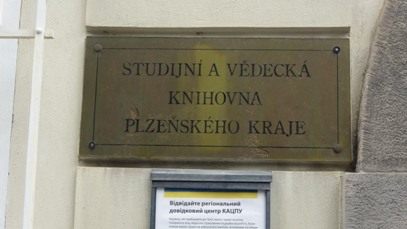 STUDIJNÍ A VĚDECKÁ
KNIHOVNA
PLZEŇSKÉHO KRAJE
Відвідайте регіональний
довідковий центр КАЦПУ